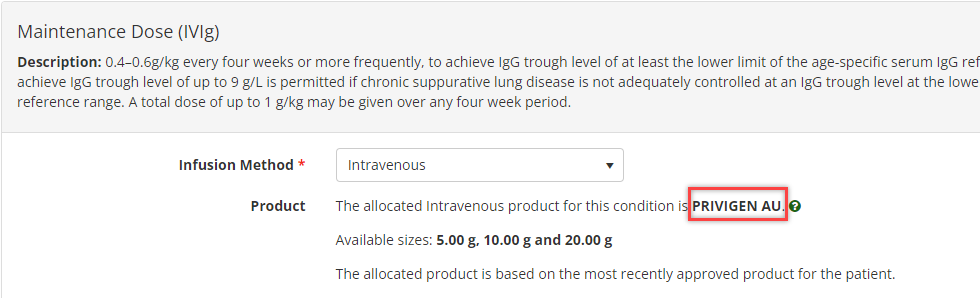 Maintenance Dose (IVIg)
Description: 0.4–0.6g/kg every four weeks or more frequently, to achieve IgG trough level of at least the lower limit of the age-specific serum IgG ref
achieve IgG trough level of up to 9 g/L is permitted if chronic suppurative lung disease is not adequately controlled at an IgG trough level at the lowe
reference range. A total dose of up to 1 g/kg may be given over any four week period.
Infusion Method * Intravenous
Product The allocated Intravenous product for this condition is PRIVIGEN AU. ?
Available sizes: 5.00 g, 10.00 g and 20.00 g
The allocated product is based on the most recently approved product for the patient.